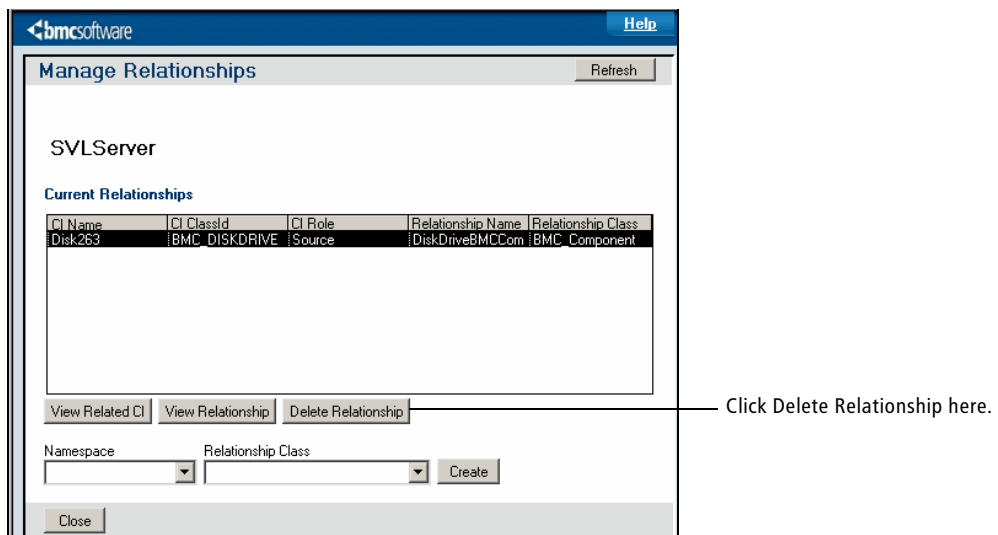 bmcsoftware
Help
Manage Relationships
Refresh
SVLServer
Current Relationships
CI Name CI ClassId CI Role Relationship Name Relationship Class
Disk263 BMC_DISKDRIVE Source DiskDriveBMCCom BMC_Component
View Related CI View Relationship Delete Relationship
Click Delete Relationship here.
Namespace Relationship Class
Create
Close